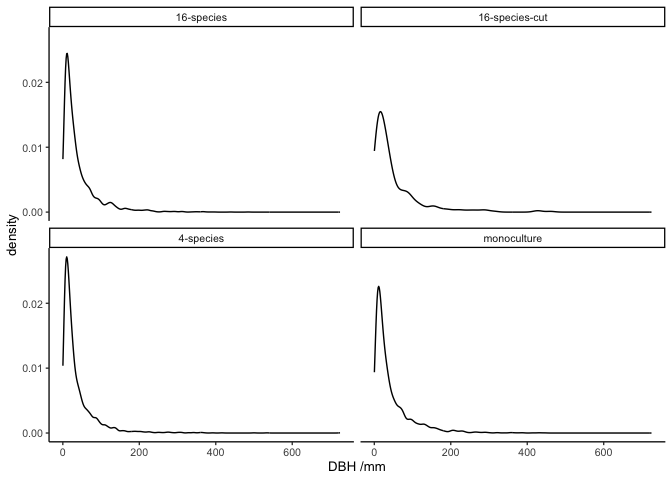 16-species
16-species-cut
0.02
0.01
0.00
4-species
monoculture
0.02
0.01
0.00
density
0 200 400 600
0 200 400 600
DBH /mm